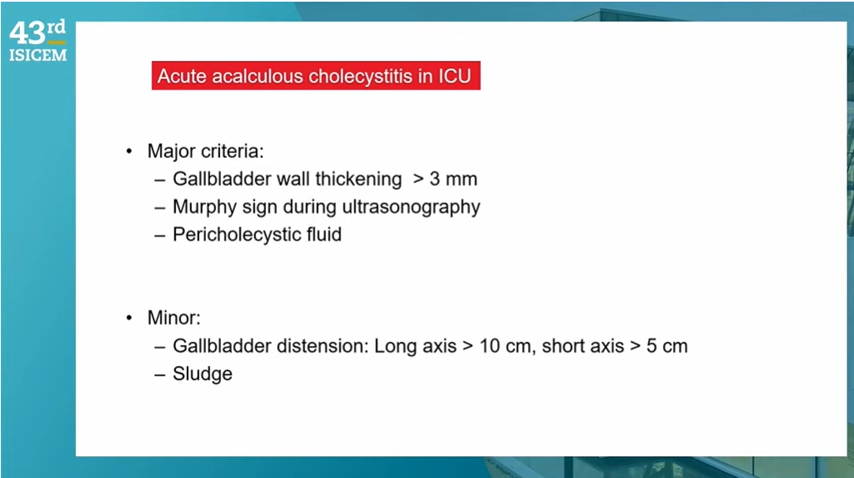 43rd
ISICEM
Acute acalculous cholecystitis in ICU
• Major criteria:
– Gallbladder wall thickening > 3 mm
– Murphy sign during ultrasonography
– Pericholecystic fluid
• Minor:
– Gallbladder distension: Long axis > 10 cm, short axis > 5 cm
– Sludge